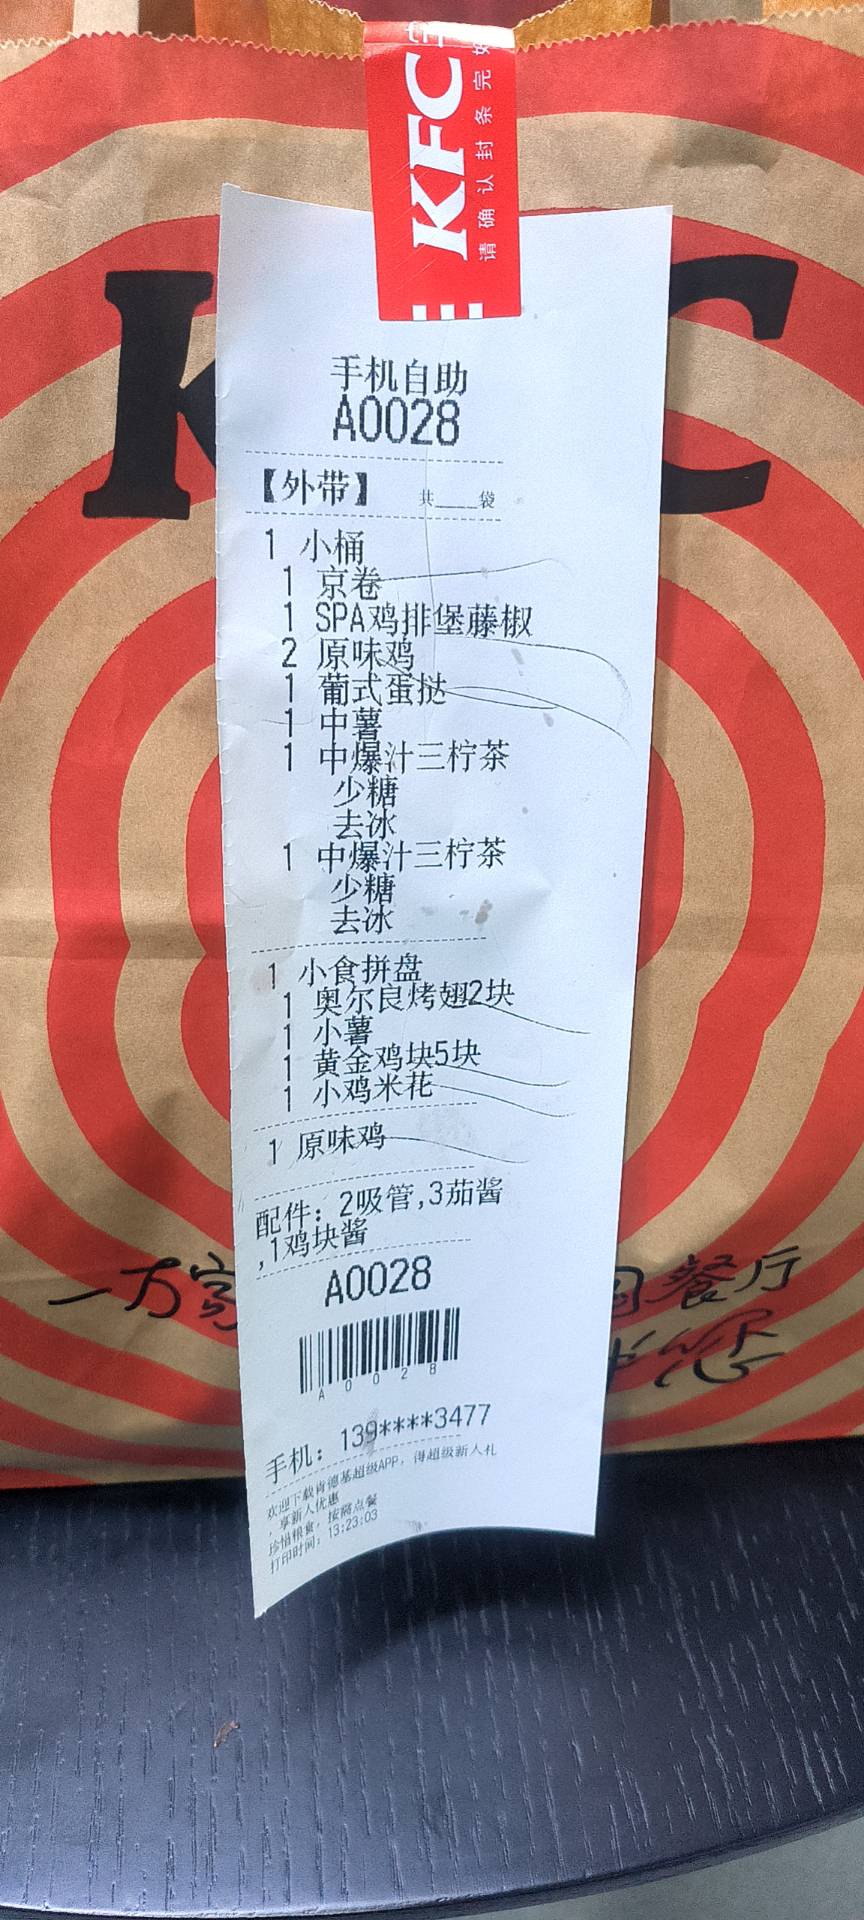 KFC
请确认封条完好
K C
手机自助
A0028
【外带】 共____袋
1 小桶
1 京卷
1 SPA鸡排堡藤椒
2 原味鸡
1 葡式蛋挞
1 中薯
1 中爆汁三柠茶
少糖
去冰
1 中爆汁三柠茶
少糖
去冰
1 小食拼盘
1 奥尔良烤翅2块
1 小薯
1 黄金鸡块5块
1 小鸡米花
1 原味鸡
配件：2吸管,3茄酱
,1鸡块酱
A0028
A0028
手机：139****3477
欢迎下载肯德基超级APP，得超级新人礼
，享新人优惠
珍惜粮食，按需点餐
打印时间：13:23:03
一方 餐厅
您